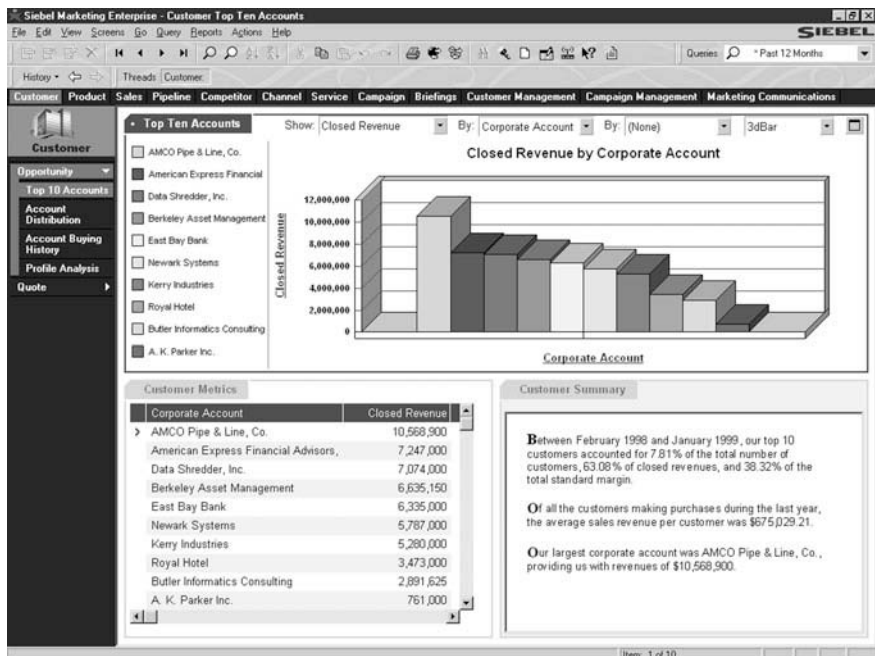 Siebel Marketing Enterprise - Customer Top Ten Accounts
File Edit View Screens Go Query Reports Actions Help
SIEBEL
Queries * Past 12 Months
History Threads Customer:
Customer Product Sales Pipeline Competitor Channel Service Campaign Briefings Customer Management Campaign Management Marketing Communications
Customer
Opportunity
Top 10 Accounts
Account
Distribution
Account Buying
History
Profile Analysis
Quote
Top Ten Accounts Show: Closed Revenue By: Corporate Account By: (None) 3dBar
AMCO Pipe & Line, Co.
American Express Financial
Data Shredder, Inc.
Berkeley Asset Management
East Bay Bank
Newark Systems
Kerry Industries
Royal Hotel
Butler Informatics Consulting
A. K. Parker Inc.
Closed Revenue by Corporate Account
Closed Revenue
12,000,000
10,000,000
8,000,000
6,000,000
4,000,000
2,000,000
0
Corporate Account
Customer Metrics
Corporate Account Closed Revenue
AMCO Pipe & Line, Co. 10,568,900
American Express Financial Advisors, 7,247,000
Data Shredder, Inc. 7,074,000
Berkeley Asset Management 6,635,150
East Bay Bank 6,335,000
Newark Systems 5,787,000
Kerry Industries 5,280,000
Royal Hotel 3,473,000
Butler Informatics Consulting 2,891,625
A. K. Parker Inc. 761,000
Customer Summary
Between February 1998 and January 1999, our top 10
customers accounted for 7.81% of the total number of
customers, 63.08% of closed revenues, and 38.32% of the
total standard margin.
Of all the customers making purchases during the last year,
the average sales revenue per customer was $675,029.21.
Our largest corporate account was AMCO Pipe & Line, Co.,
providing us with revenues of $10,568,900.
Item: 1 of 10